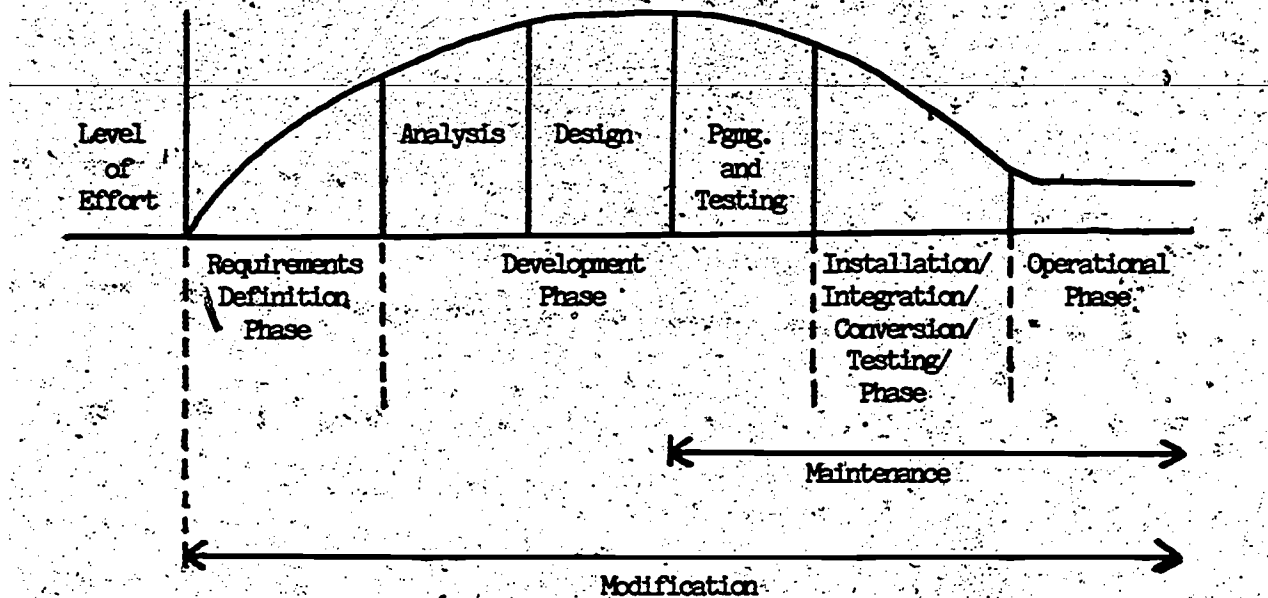 Level
of
Effort
Analysis
Design
Pgmg.
and
Testing
Requirements
Definition
Phase
Development
Phase
Installation/
Integration/
Conversion/
Testing/
Phase
Operational
Phase
Maintenance
Modification